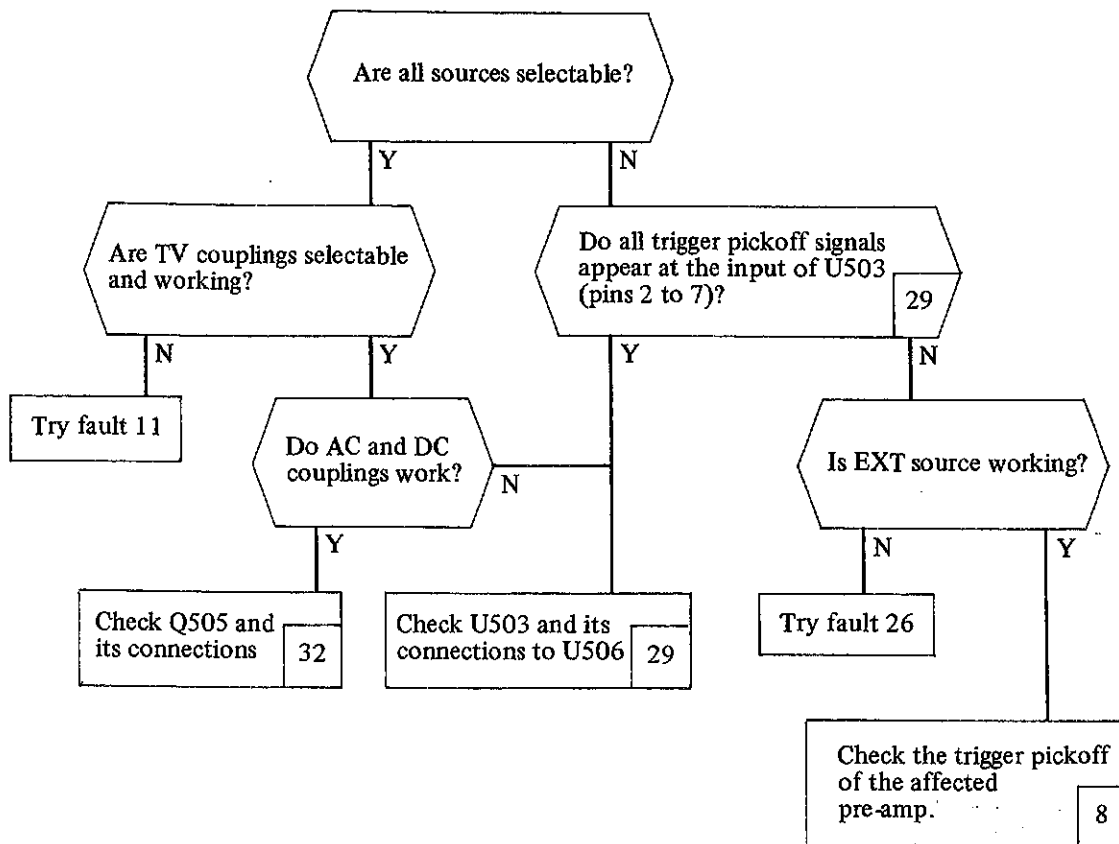 Are all sources selectable?
Y
N
Are TV couplings selectable
and working?
Do all trigger pickoff signals
appear at the input of U503
(pins 2 to 7)?
29
N
Y
Y
N
Try fault 11
Do AC and DC
couplings work?
N
Is EXT source working?
Y
N
Y
Check Q505 and
its connections
32
Check U503 and its
connections to U506
29
Try fault 26
Check the trigger pickoff
of the affected
pre-amp.
8